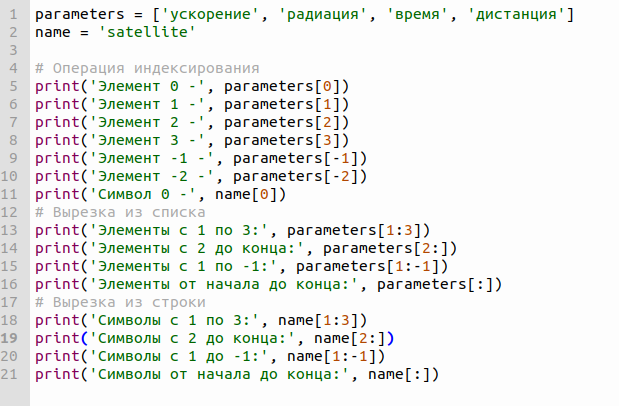 1 parameters = ['ускорение', 'радиация', 'время', 'дистанция']
2 name = 'satellite'
3
4 # Операция индексирования
5 print('Элемент 0 -', parameters[0])
6 print('Элемент 1 -', parameters[1])
7 print('Элемент 2 -', parameters[2])
8 print('Элемент 3 -', parameters[3])
9 print('Элемент -1 -', parameters[-1])
10 print('Элемент -2 -', parameters[-2])
11 print('Символ 0 -', name[0])
12 # Вырезка из списка
13 print('Элементы с 1 по 3:', parameters[1:3])
14 print('Элементы с 2 до конца:', parameters[2:])
15 print('Элементы с 1 по -1:', parameters[1:-1])
16 print('Элементы от начала до конца:', parameters[:])
17 # Вырезка из строки
18 print('Символы с 1 по 3:', name[1:3])
19 print('Символы с 2 до конца:', name[2:])
20 print('Символы с 1 до -1:', name[1:-1])
21 print('Символы от начала до конца:', name[:])